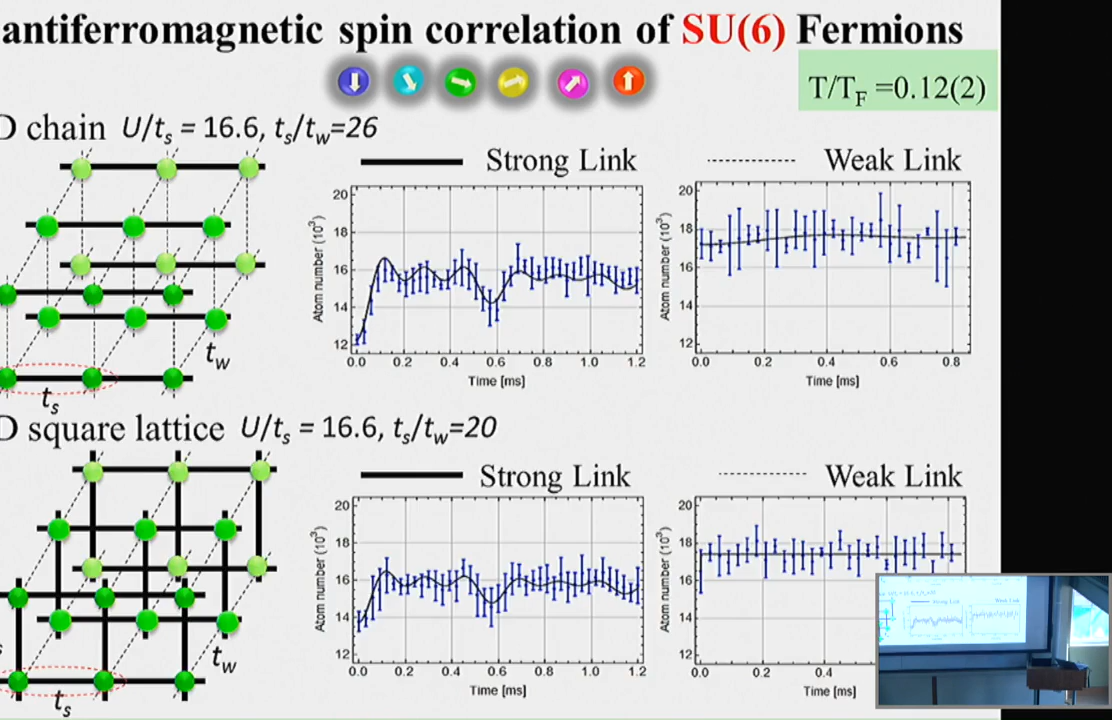 antiferromagnetic spin correlation of SU(6) Fermions
T/T_F =0.12(2)
D chain U/t_s = 16.6, t_s/t_w=26
Strong Link
Weak Link
Atom number (10³)
20
18
16
14
12
0.0 0.2 0.4 0.6 0.8 1.0 1.2
Time [ms]
Atom number (10³)
20
18
16
14
12
0.0 0.2 0.4 0.6 0.8
Time [ms]
t_w
t_s
D square lattice U/t_s = 16.6, t_s/t_w=20
Strong Link
Weak Link
Atom number (10³)
20
18
16
14
12
0.0 0.2 0.4 0.6 0.8 1.0 1.2
Time [ms]
Atom number (10³)
20
18
16
14
12
0.0 0.2 0.4
Time [ms]
t_w
s
t_s
Strong Link
Weak Link